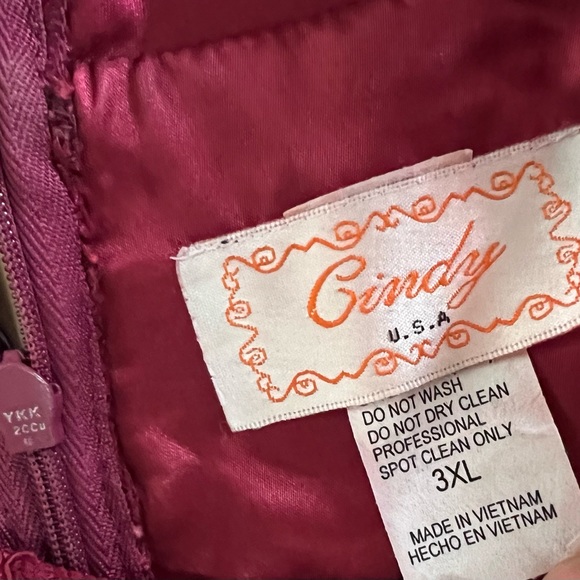 Cindy
U.S.A
DO NOT WASH
DO NOT DRY CLEAN
PROFESSIONAL
SPOT CLEAN ONLY
3XL
MADE IN VIETNAM
HECHO EN VIETNAM
YKK
2CCu